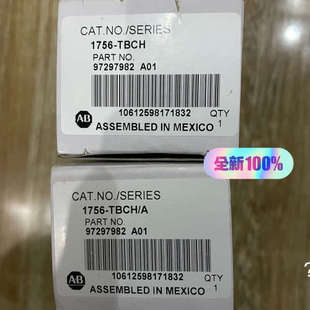 CAT.NO./SERIES
1756-TBCH
PART NO.
97297982 A01
10612598171832
QTY
1
AB
ASSEMBLED IN MEXICO
全新100%
CAT.NO./SERIES
1756-TBCH/A
PART NO.
97297982 A01
10612598171832
QTY
1
AB
ASSEMBLED IN MEXICO
?